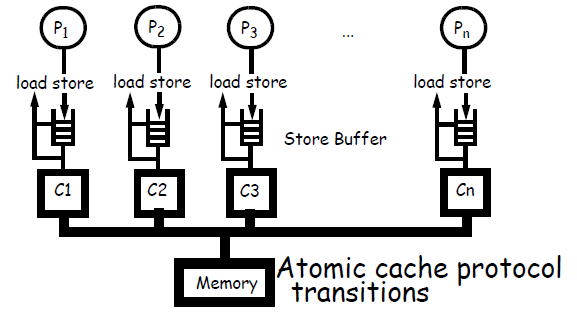 P1 P2 P3 ... Pn
load store load store load store load store
Store Buffer
C1 C2 C3 Cn
Memory
Atomic cache protocol
transitions